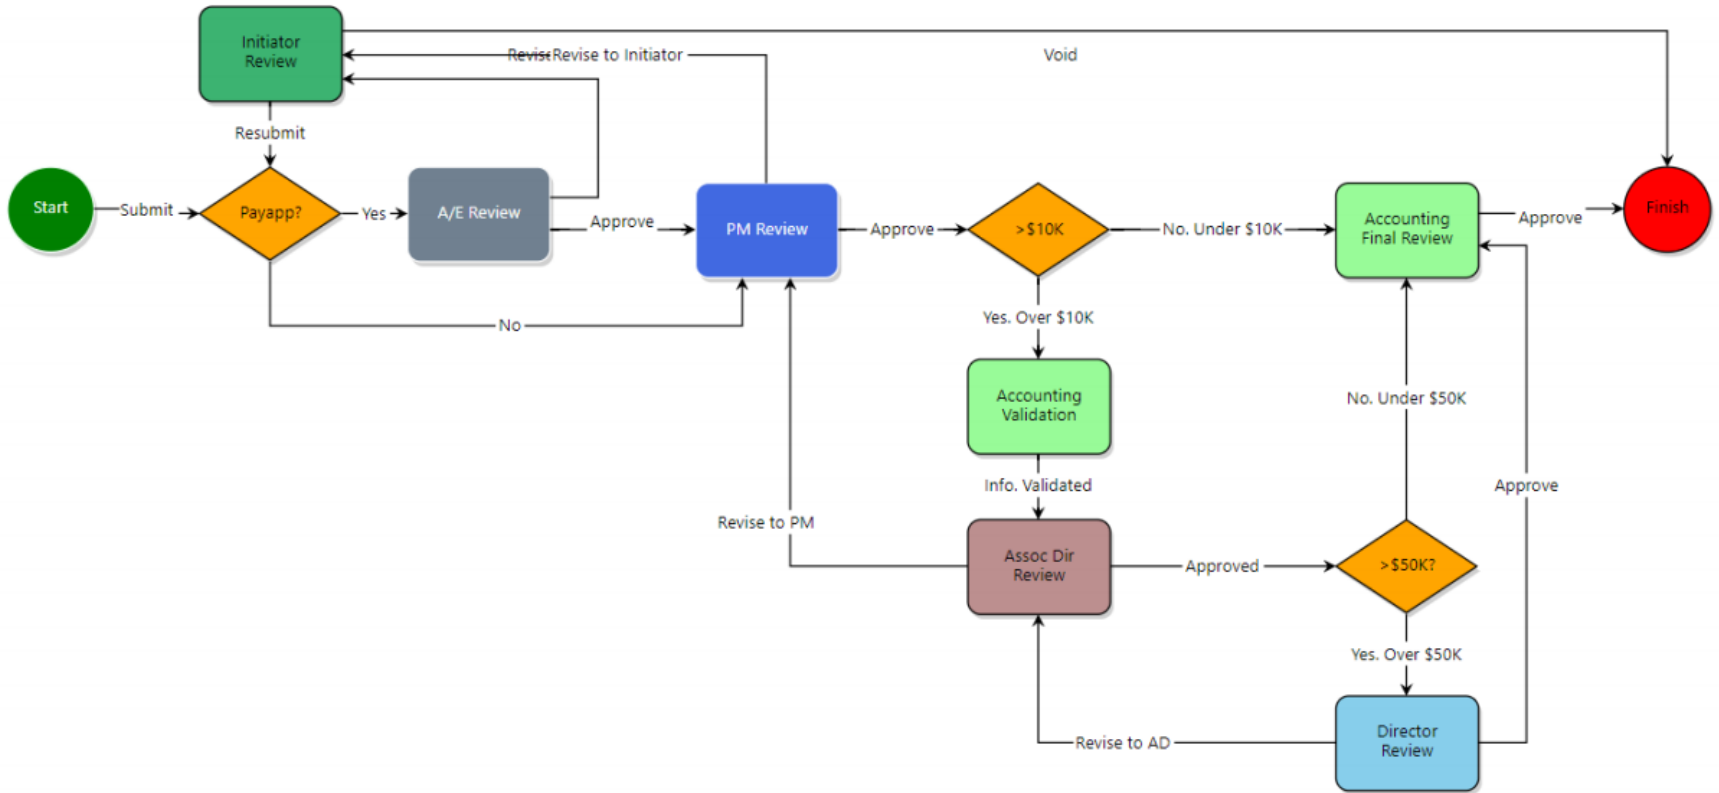 Initiator
Review
Revise
Revise to Initiator
Void
Resubmit
Start
Submit
Payapp?
Yes
A/E Review
Approve
PM Review
Approve
>$10K
No. Under $10K
Accounting
Final Review
Approve
Finish
No
Yes. Over $10K
Accounting
Validation
No. Under $50K
Info. Validated
Approve
Revise to PM
Assoc Dir
Review
Approved
>$50K?
Yes. Over $50K
Revise to AD
Director
Review